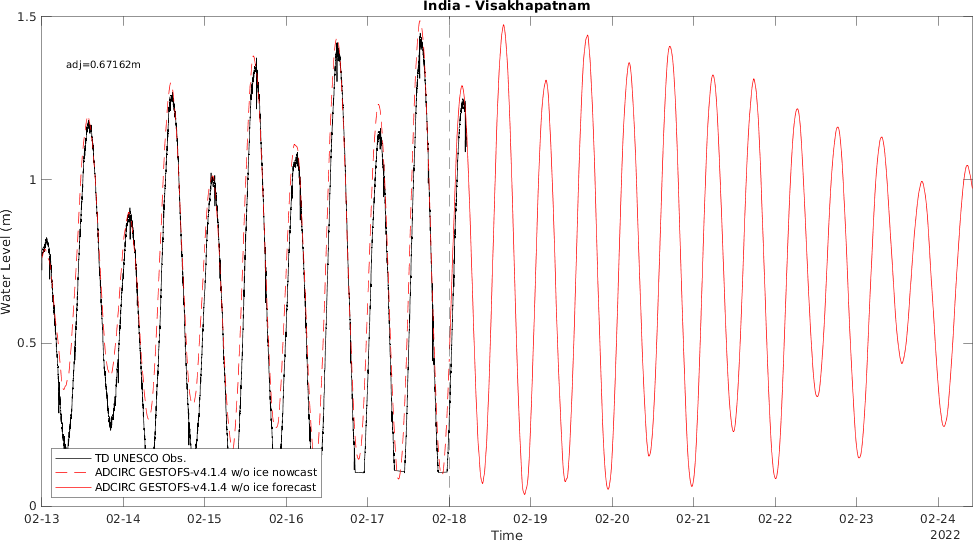 India - Visakhapatnam
1.5
adj=0.67162m
1
Water Level (m)
0.5
TD UNESCO Obs.
ADCIRC GESTOFS-v4.1.4 w/o ice nowcast
ADCIRC GESTOFS-v4.1.4 w/o ice forecast
0
02-13 02-14 02-15 02-16 02-17 02-18 02-19 02-20 02-21 02-22 02-23 02-24
Time 2022